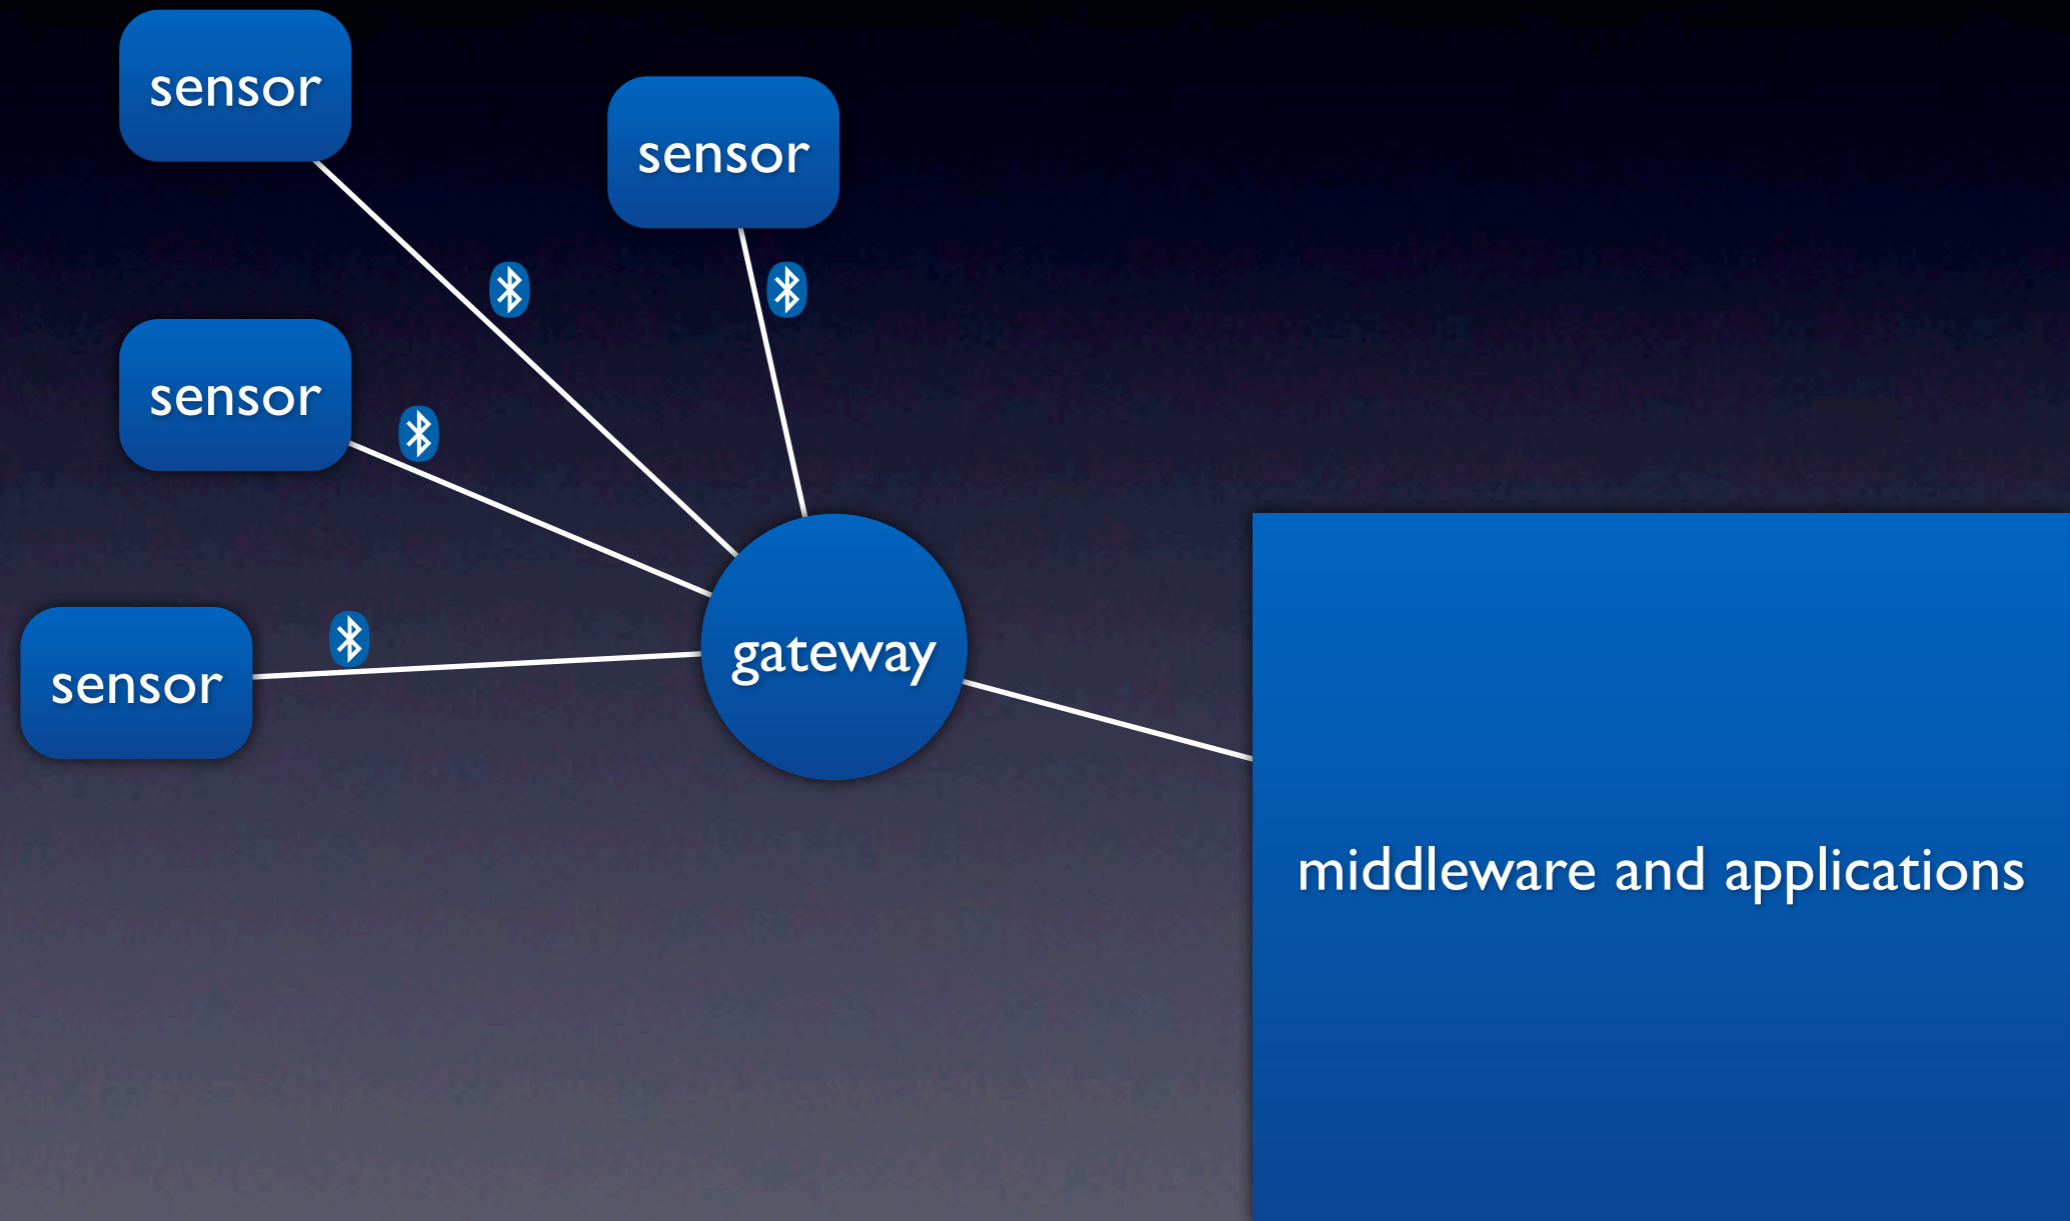 sensor
sensor
sensor
sensor
gateway
middleware and applications